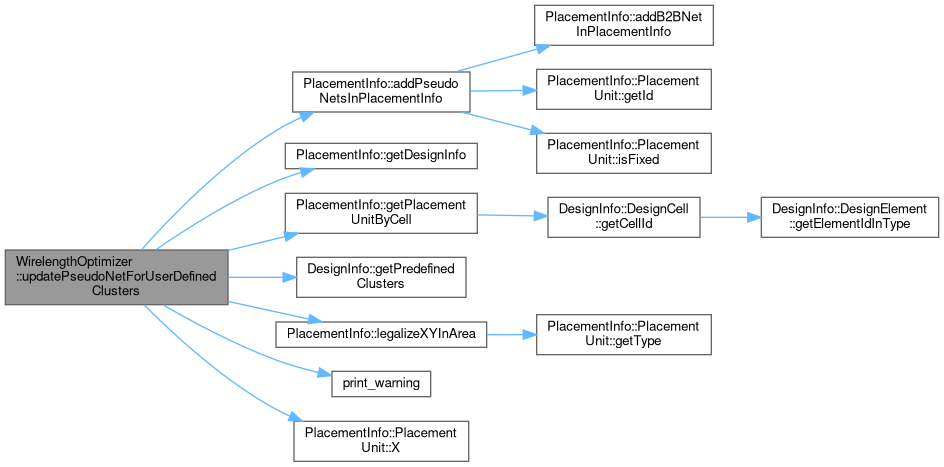 WirelengthOptimizer
::updatePseudoNetForUserDefined
Clusters
PlacementInfo::addPseudo
NetsInPlacementInfo
PlacementInfo::addB2BNet
InPlacementInfo
PlacementInfo::Placement
Unit::getId
PlacementInfo::Placement
Unit::isFixed
PlacementInfo::getDesignInfo
PlacementInfo::getPlacement
UnitByCell
DesignInfo::DesignCell
::getCellId
DesignInfo::DesignElement
::getElementIdInType
DesignInfo::getPredefined
Clusters
PlacementInfo::legalizeXYInArea
PlacementInfo::Placement
Unit::getType
print_warning
PlacementInfo::Placement
Unit::X